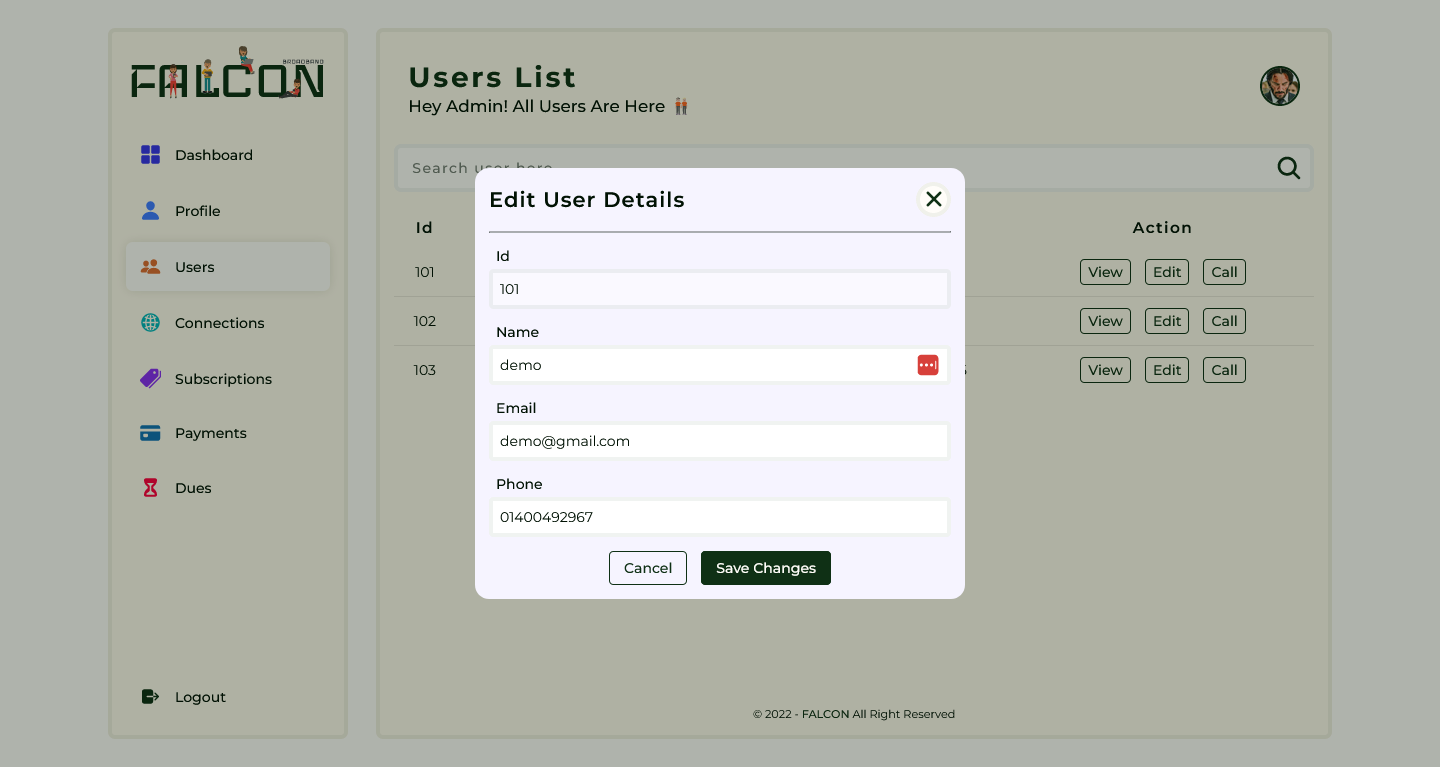 FALCON
BROADBAND
Dashboard
Profile
Users
Connections
Subscriptions
Payments
Dues
Logout
Users List
Hey Admin! All Users Are Here
Search user here
Id Action
101 View Edit Call
102 View Edit Call
103 View Edit Call
Edit User Details
Id
101
Name
demo
Email
demo@gmail.com
Phone
01400492967
Cancel Save Changes
© 2022 - FALCON All Right Reserved